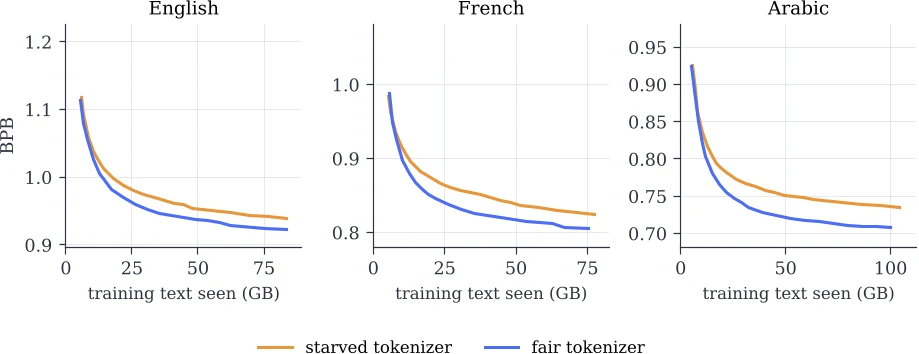 English
French
Arabic
BPB
1.2
1.1
1.0
0.9
0
25
50
75
training text seen (GB)
1.0
0.9
0.8
0
25
50
75
training text seen (GB)
0.95
0.90
0.85
0.80
0.75
0.70
0
50
100
training text seen (GB)
starved tokenizer
fair tokenizer